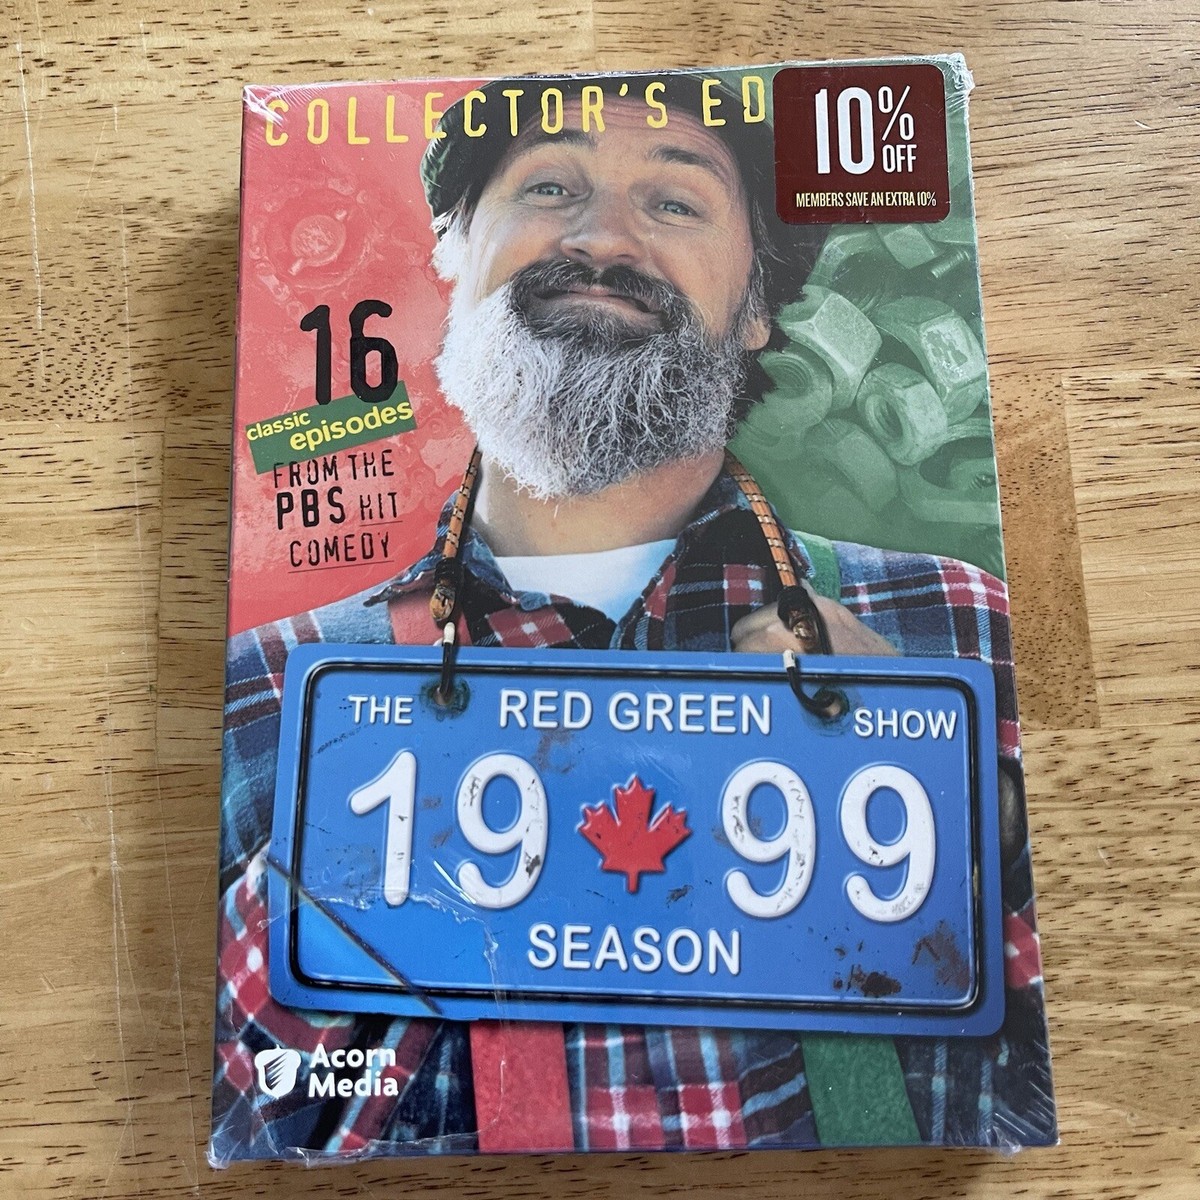 COLLECTOR'S ED
10% OFF
MEMBERS SAVE AN EXTRA 10%
16
classic
episodes
FROM THE
PBS HIT
COMEDY
THE RED GREEN SHOW
19 99
SEASON
Acorn
Media